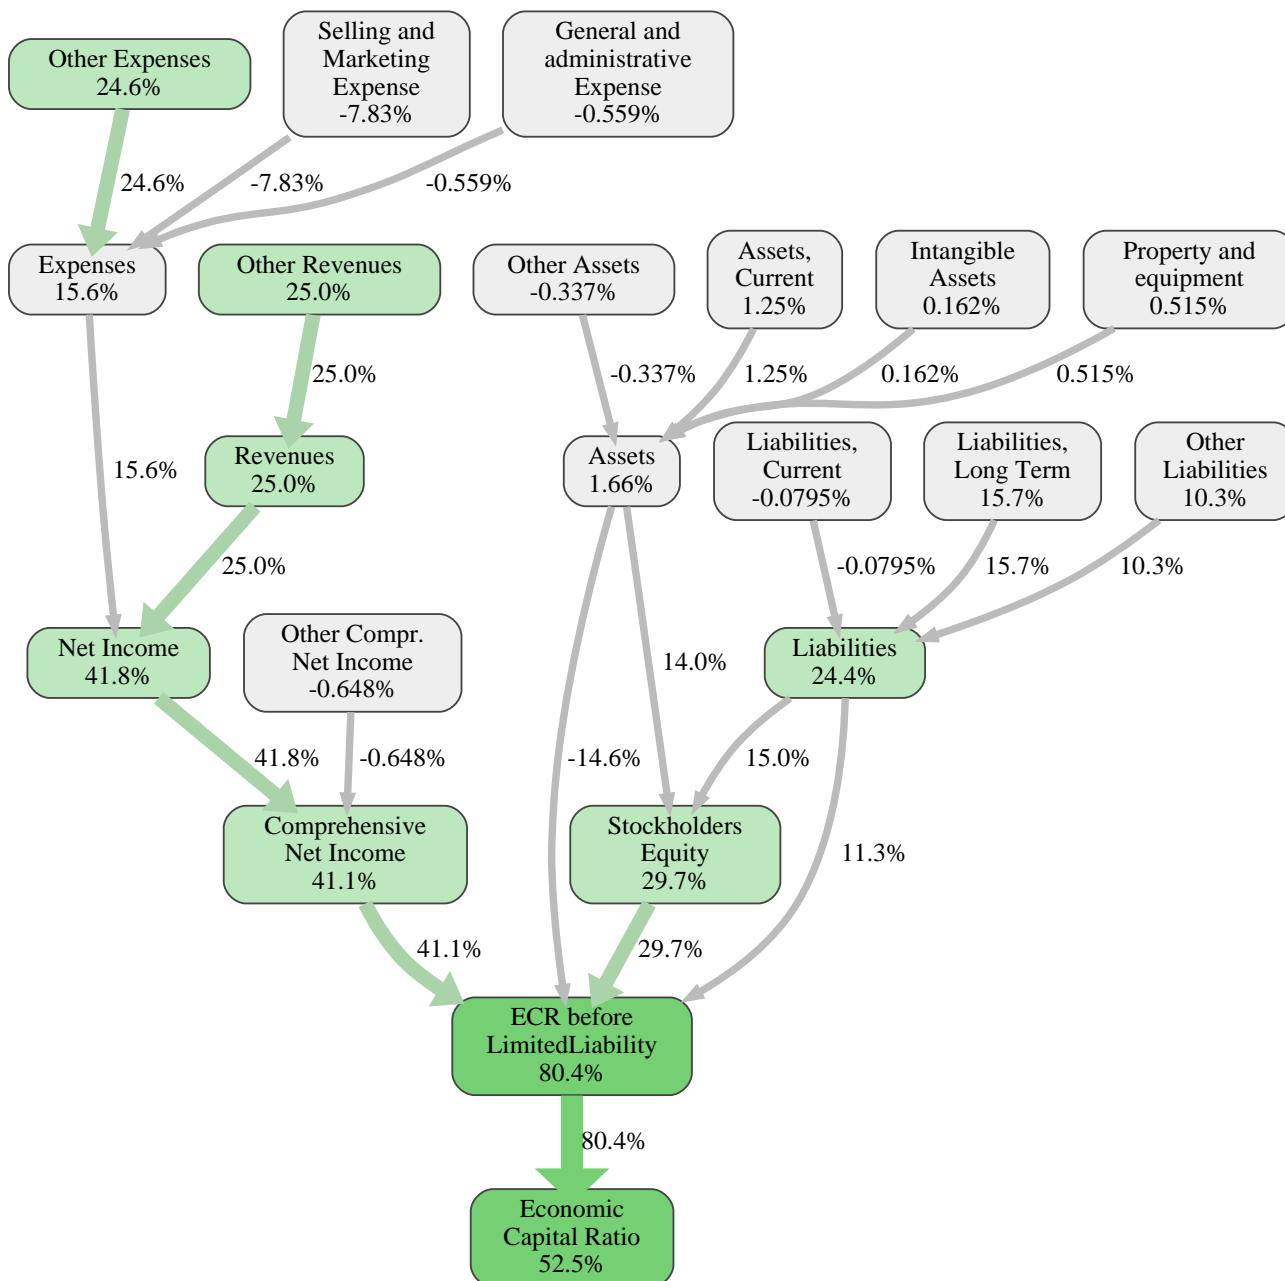 Other Expenses
24.6%
Selling and
Marketing
Expense
-7.83%
General and
administrative
Expense
-0.559%
24.6%
-7.83%
-0.559%
Expenses
15.6%
Other Revenues
25.0%
Other Assets
-0.337%
Assets,
Current
1.25%
Intangible
Assets
0.162%
Property and
equipment
0.515%
25.0%
-0.337%
1.25%
0.162%
0.515%
15.6%
Revenues
25.0%
Assets
1.66%
Liabilities,
Current
-0.0795%
Liabilities,
Long Term
15.7%
Other
Liabilities
10.3%
25.0%
-0.0795%
15.7%
10.3%
Net Income
41.8%
Other Compr.
Net Income
-0.648%
14.0%
Liabilities
24.4%
41.8%
-0.648%
-14.6%
15.0%
Comprehensive
Net Income
41.1%
Stockholders
Equity
29.7%
11.3%
41.1%
29.7%
ECR before
LimitedLiability
80.4%
80.4%
Economic
Capital Ratio
52.5%